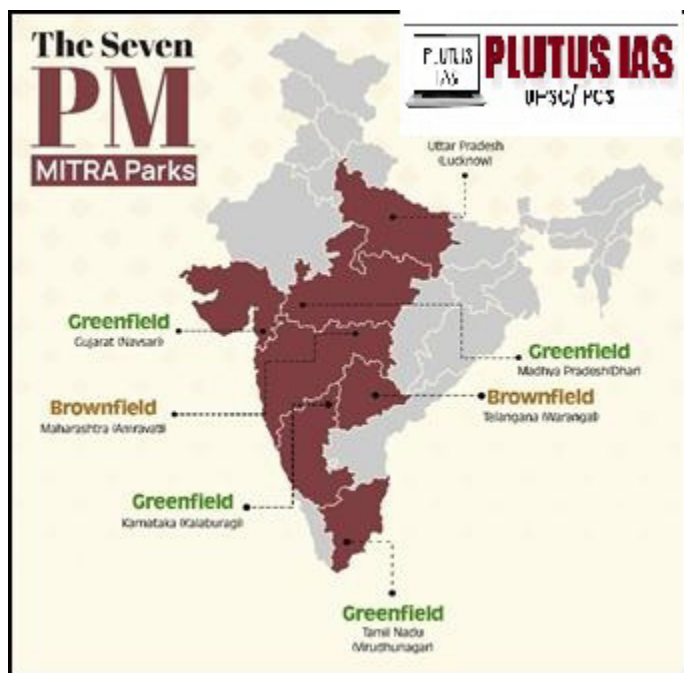 The Seven
PM
MITRA Parks
PLUTUS
IAS
PLUTUS IAS
UPSC/ PCS
Uttar Pradesh
(Lucknow)
Greenfield
Gujarat (Navsari)
Greenfield
Madhya Pradesh(Dhar)
Brownfield
Maharashtra (Amravati)
Brownfield
Telangana (Warangal)
Greenfield
Karnataka (Kalaburagi)
Greenfield
Tamil Nadu
(Virudhunagar)